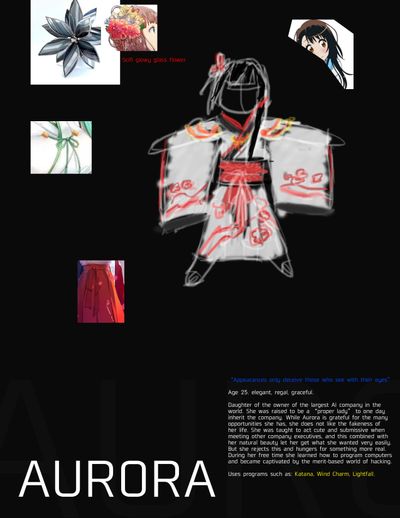 Soft glowy glass flower
"Appearances only deceive those who see with their eyes"
Age 25. elegant, regal, graceful.
Daughter of the owner of the largest AI company in the
world. She was raised to be a "proper lady" to one day
inherit the company. While Aurora is grateful for the many
opportunities she has, she does not like the fakeness of
her life. She was taught to act cute and submissive when
meeting other company executives, and this combined with
her natural beauty let her get what she wanted very easily.
But she rejects this and hungers for something more real.
During her free time she learned how to program computers
and became captivated by the merit-based world of hacking.
Uses programs such as: Katana, Wind Charm, Lightfall;
AURORA